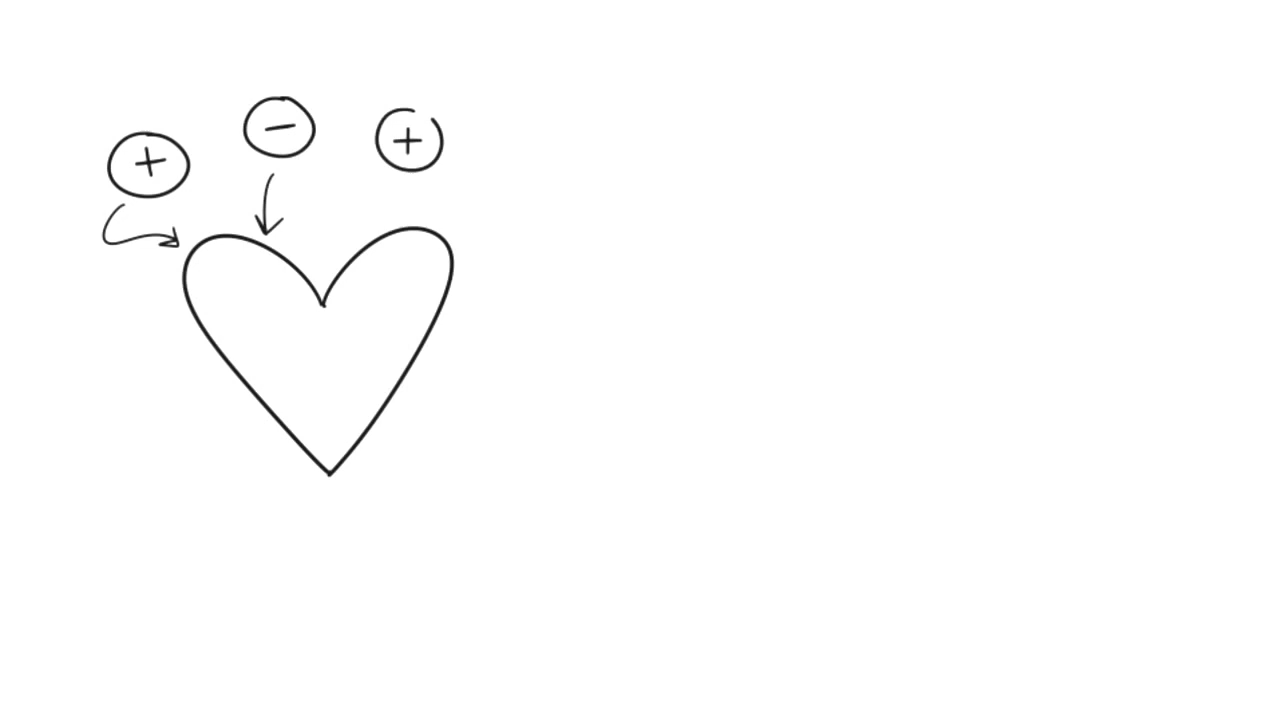 + − +